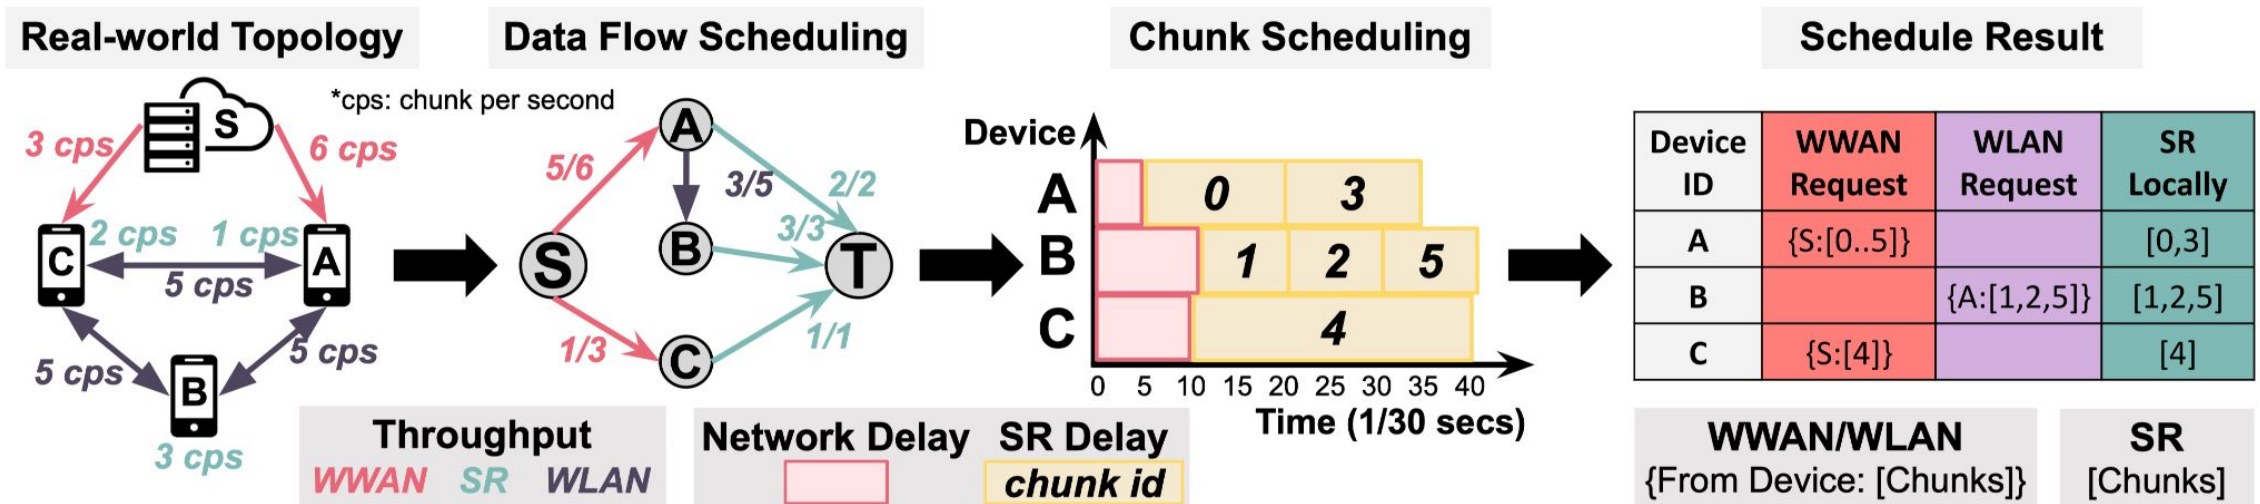 Real-world Topology
Data Flow Scheduling
Chunk Scheduling
Schedule Result
*cps: chunk per second
S
3 cps
6 cps
C
2 cps
1 cps
A
5 cps
5 cps
5 cps
B
3 cps
A
5/6
3/5
2/2
S
B
3/3
T
1/3
C
1/1
Throughput
WWAN SR WLAN
Device
A 0 3
B 1 2 5
C 4
0 5 10 15 20 25 30 35 40
Time (1/30 secs)
Network Delay SR Delay
chunk id
Device ID WWAN Request WLAN Request SR Locally
A {S:[0..5]} [0,3]
B {A:[1,2,5]} [1,2,5]
C {S:[4]} [4]
WWAN/WLAN
{From Device: [Chunks]}
SR
[Chunks]